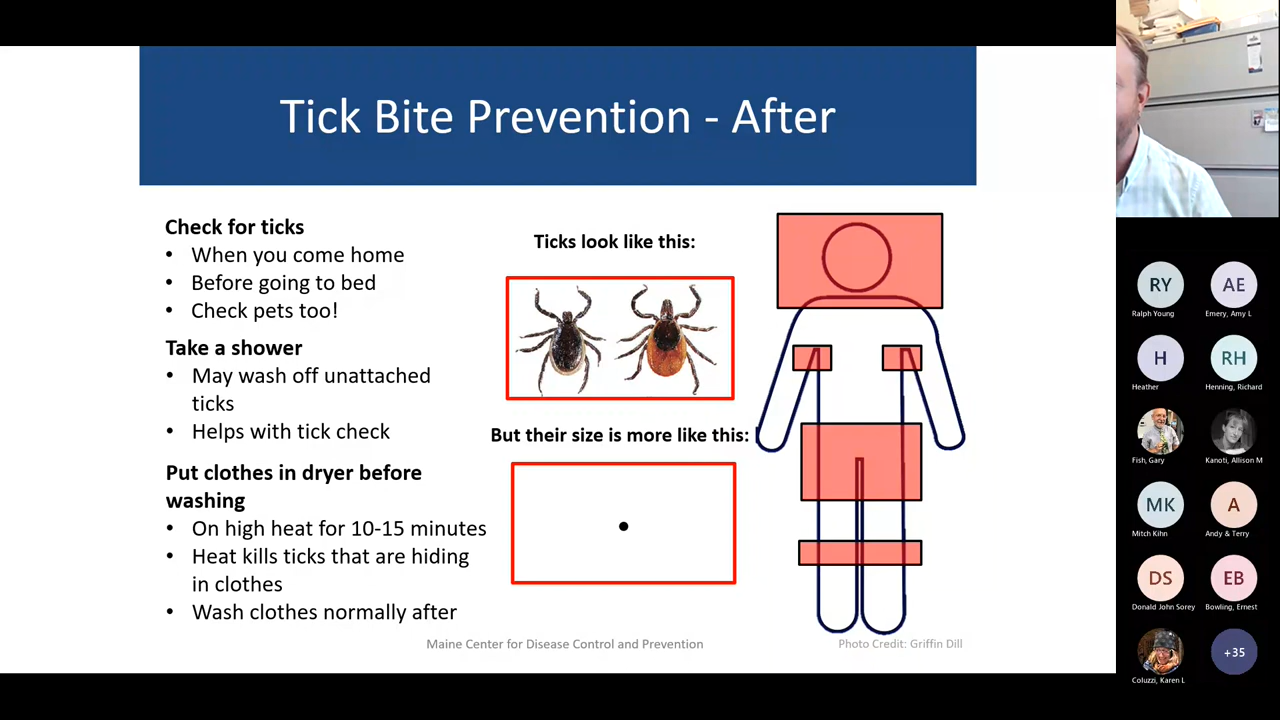 Tick Bite Prevention - After
Check for ticks
• When you come home
• Before going to bed
• Check pets too!
Take a shower
• May wash off unattached
ticks
• Helps with tick check
Put clothes in dryer before
washing
• On high heat for 10-15 minutes
• Heat kills ticks that are hiding
in clothes
• Wash clothes normally after
Ticks look like this:
But their size is more like this:
Maine Center for Disease Control and Prevention
Photo Credit: Griffin Dill
RY
Ralph Young
AE
Emery, Amy L
H
Heather
RH
Henning, Richard
Fish, Gary
Kanoti, Allison M
MK
Mitch Kihn
A
Andy & Terry
DS
Donald John Sorey
EB
Bowling, Ernest
Coluzzi, Karen L
+35